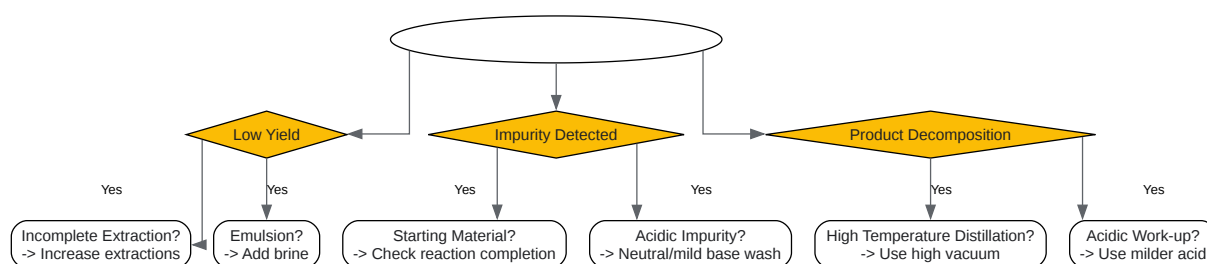 Low Yield
Impurity Detected
Product Decomposition
Yes
Yes
Yes
Yes
Yes
Yes
Incomplete Extraction?
-> Increase extractions
Emulsion?
-> Add brine
Starting Material?
-> Check reaction completion
Acidic Impurity?
-> Neutral/mild base wash
High Temperature Distillation?
-> Use high vacuum
Acidic Work-up?
-> Use milder acid